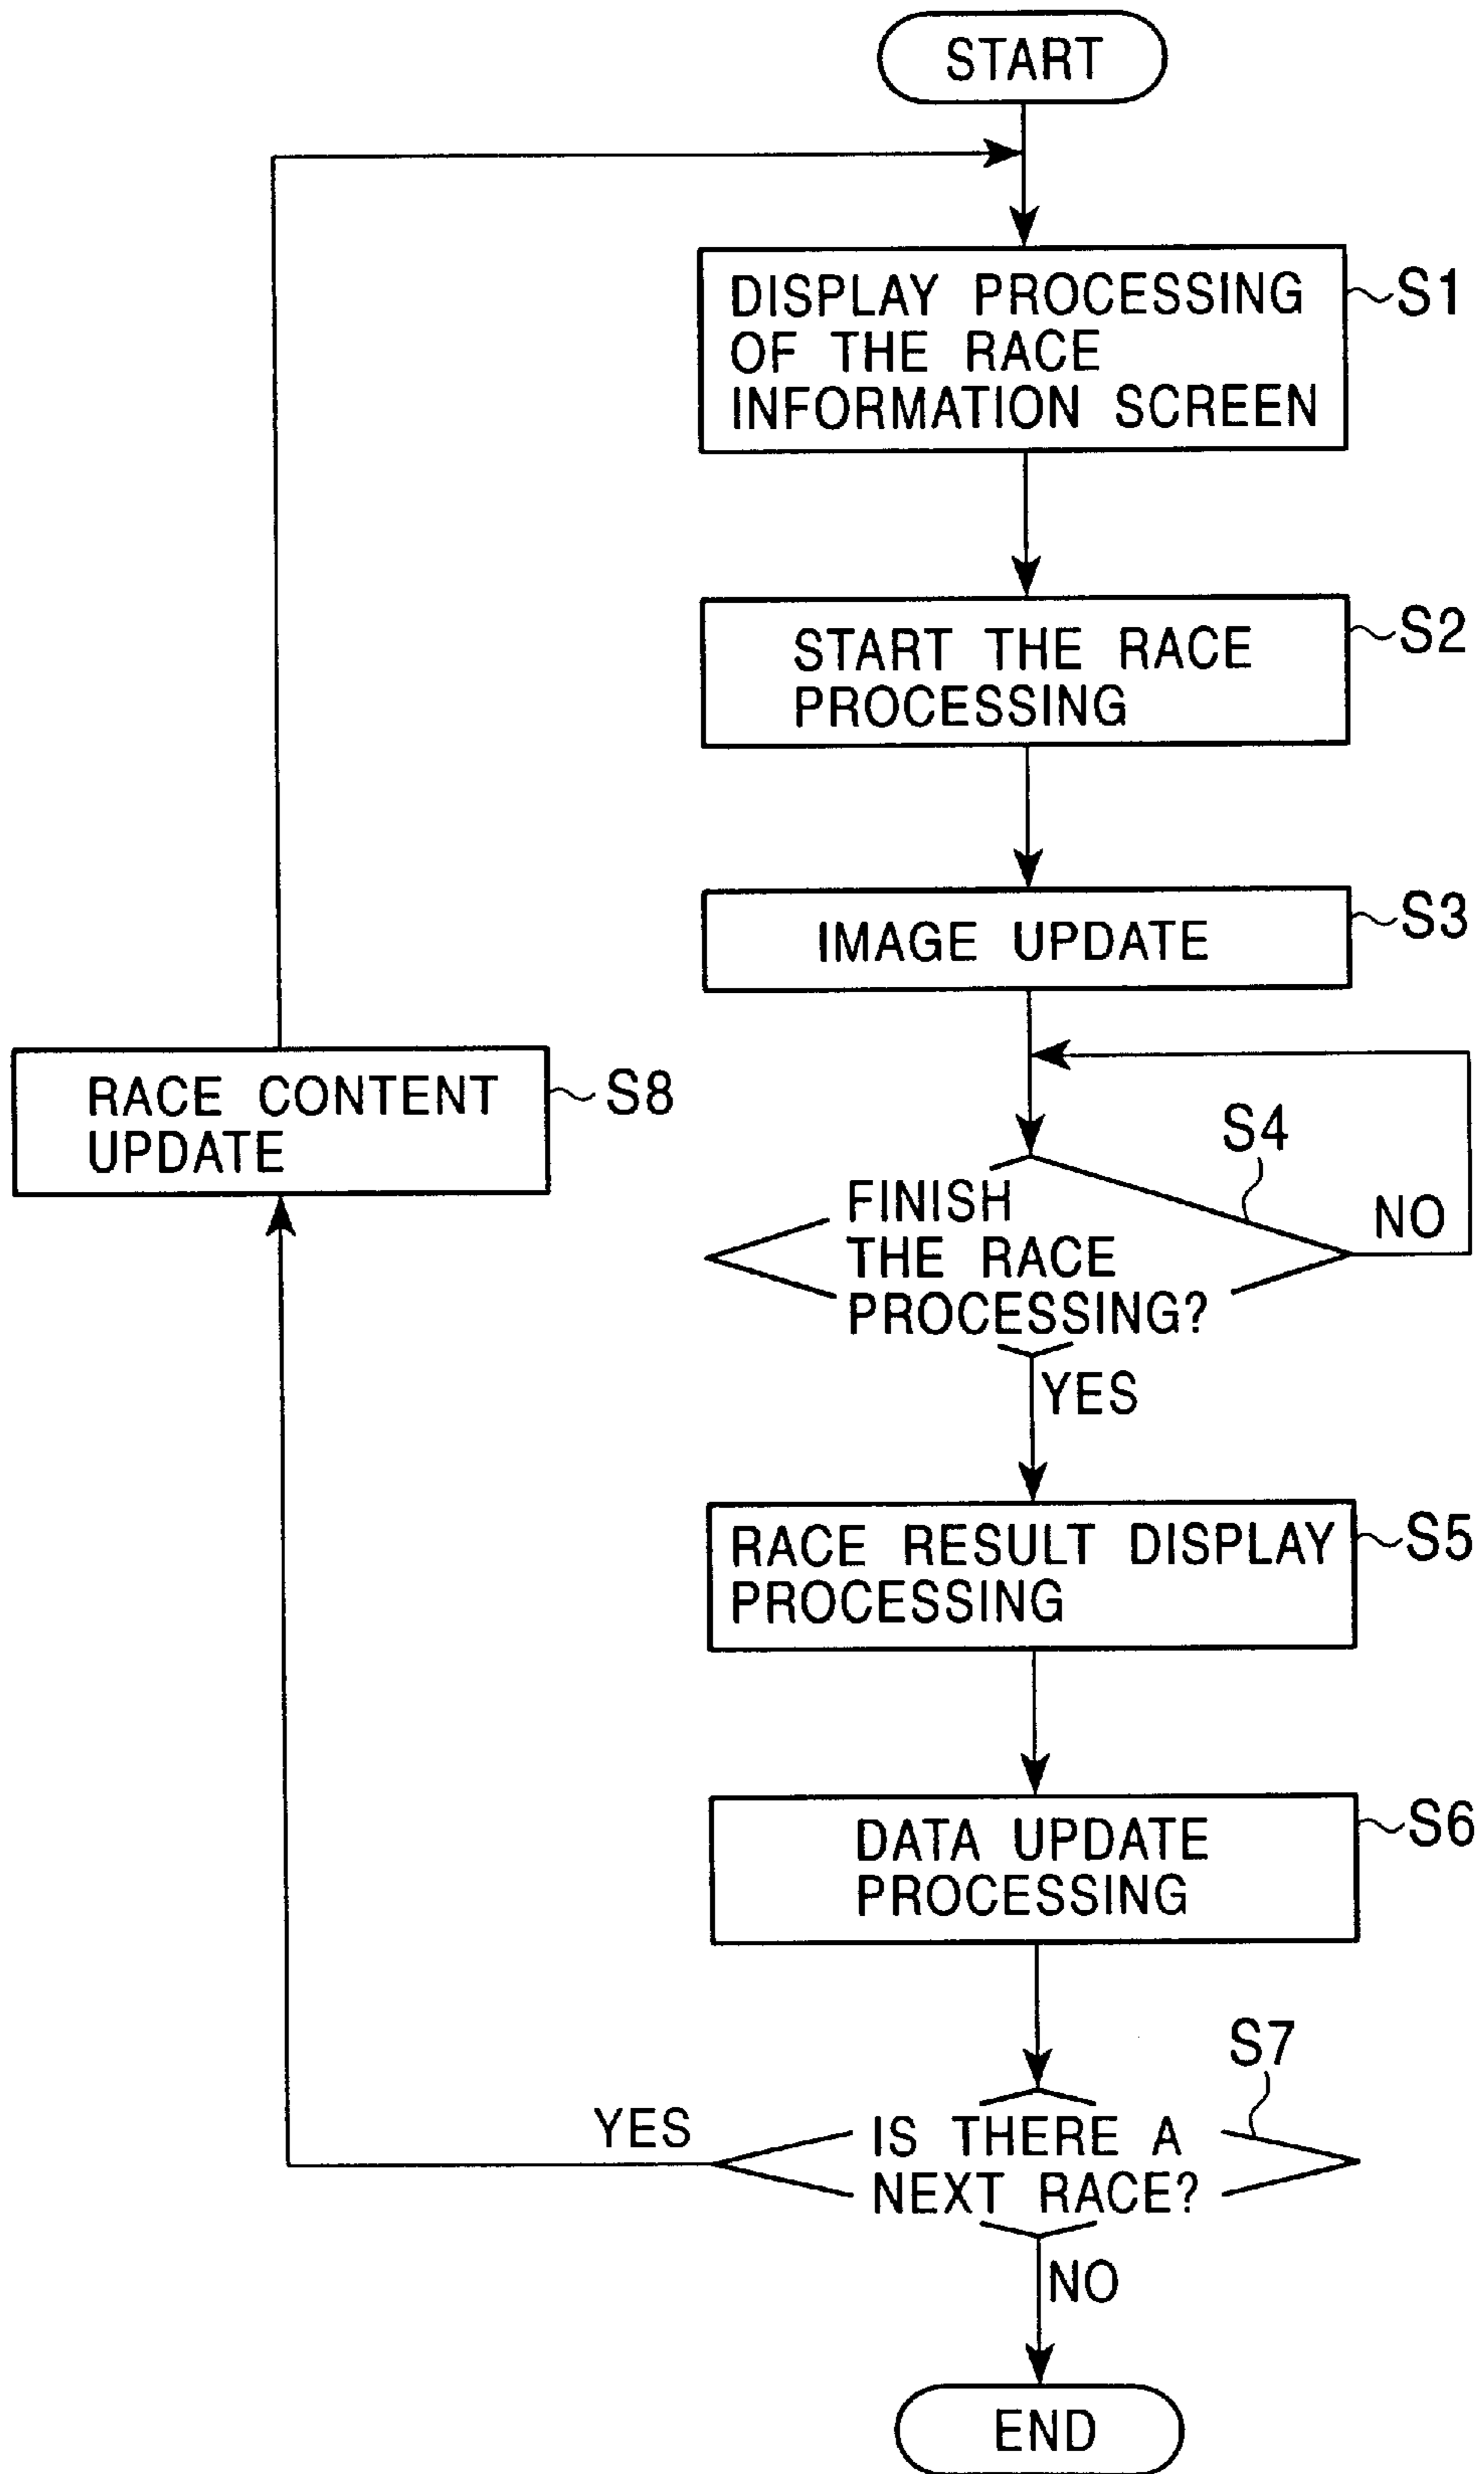 START
DISPLAY PROCESSING
OF THE RACE
INFORMATION SCREEN
S1
START THE RACE
PROCESSING
S2
IMAGE UPDATE
S3
RACE CONTENT
UPDATE
S8
S4
FINISH
THE RACE
PROCESSING?
NO
YES
RACE RESULT DISPLAY
PROCESSING
S5
DATA UPDATE
PROCESSING
S6
S7
IS THERE A
NEXT RACE?
YES
NO
END